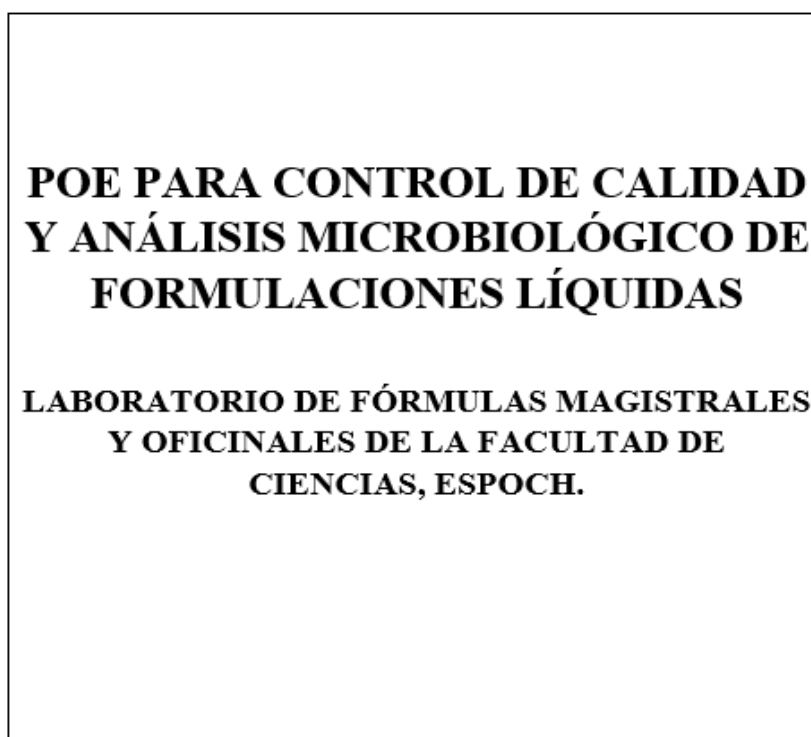 POE PARA CONTROL DE CALIDAD
Y ANÁLISIS MICROBIOLÓGICO DE
FORMULACIONES LÍQUIDAS
LABORATORIO DE FÓRMULAS MAGISTRALES
Y OFICINALES DE LA FACULTAD DE
CIENCIAS, ESPOCH.